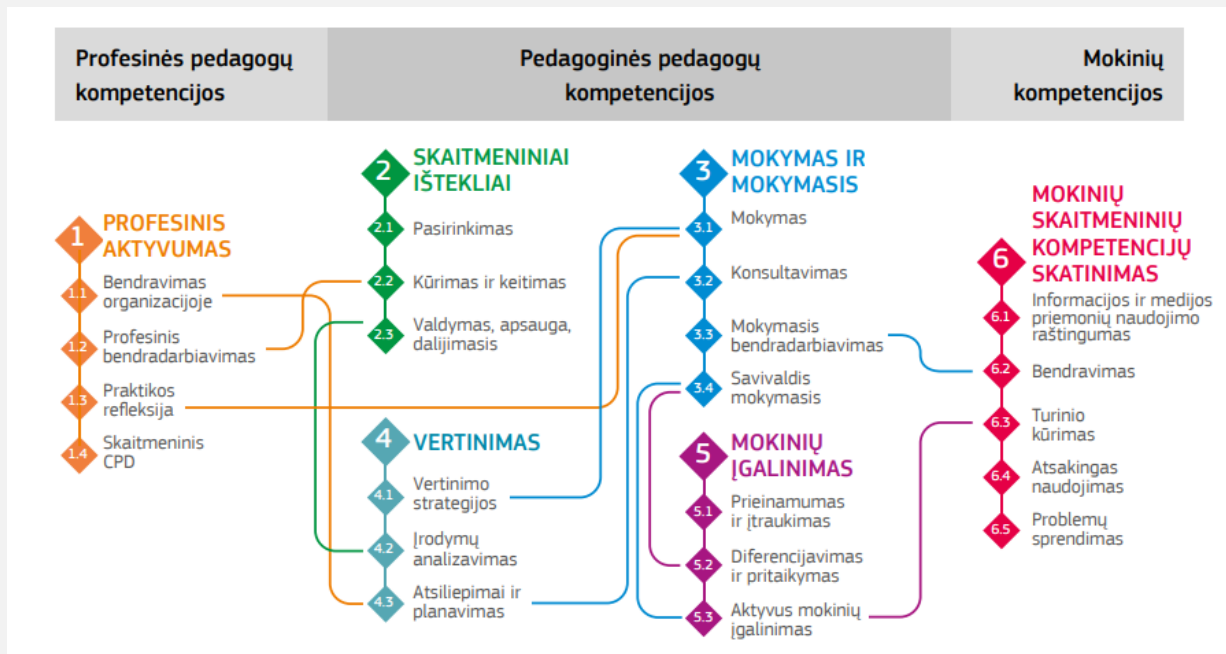 Profesinės pedagogų
kompetencijos
Pedagoginės pedagogų
kompetencijos
Mokinių
kompetencijos
1
PROFESINIS
AKTYVUMAS
1.1
Bendravimas
organizacijoje
1.2
Profesinis
bendradarbiavimas
1.3
Praktikos
refleksija
1.4
Skaitmeninis
CPD
2
SKAITMENINIAI
IŠTEKLIAI
2.1
Pasirinkimas
2.2
Kūrimas ir keitimas
2.3
Valdymas, apsauga,
dalijimasis
4
VERTINIMAS
4.1
Vertinimo
strategijos
4.2
Įrodymų
analizavimas
4.3
Atsiliepimai ir
planavimas
3
MOKYMAS IR
MOKYMASIS
3.1
Mokymas
3.2
Konsultavimas
3.3
Mokymasis
bendradarbiavimas
3.4
Savivaldis
mokymasis
5
MOKINIŲ
ĮGALINIMAS
5.1
Prieinamumas
ir įtraukimas
5.2
Diferencijavimas
ir pritaikymas
5.3
Aktyvus mokinių
įgalinimas
6
MOKINIŲ
SKAITMENINIŲ
KOMPETENCIJŲ
SKATINIMAS
6.1
Informacijos ir medijos
priemonių naudojimo
raštingumas
6.2
Bendravimas
6.3
Turinio
kūrimas
6.4
Atsakingas
naudojimas
6.5
Problemų
sprendimas